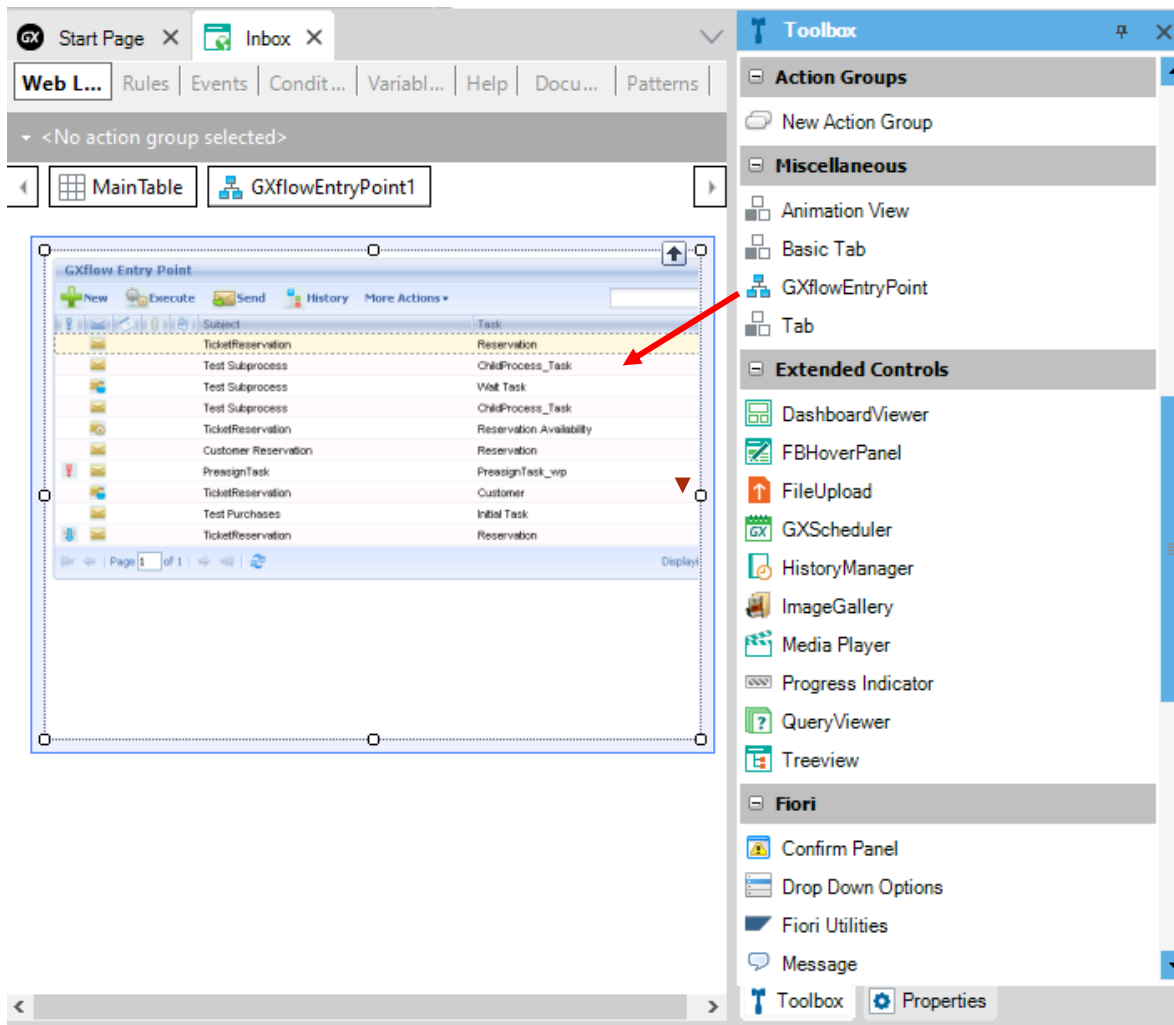 GX Start Page
Inbox
Web L... Rules Events Condit... Variabl... Help Docu... Patterns
<No action group selected>
MainTable GXflowEntryPoint1
GXflow Entry Point
New Execute Send History More Actions
Subject Task
TicketReservation Reservation
Test Subprocess ChildProcess_Task
Test Subprocess Wait Task
Test Subprocess ChildProcess_Task
TicketReservation Reservation Availability
Customer Reservation Reservation
PreasignTask PreasignTask_wp
TicketReservation Customer
Test Purchases Initial Task
TicketReservation Reservation
Page 1 of 1
Displayi
Toolbox
Action Groups
New Action Group
Miscellaneous
Animation View
Basic Tab
GXflowEntryPoint
Tab
Extended Controls
DashboardViewer
FBHoverPanel
FileUpload
GX GXScheduler
HistoryManager
ImageGallery
Media Player
Progress Indicator
QueryViewer
Treeview
Fiori
Confirm Panel
Drop Down Options
Fiori Utilities
Message
Toolbox Properties